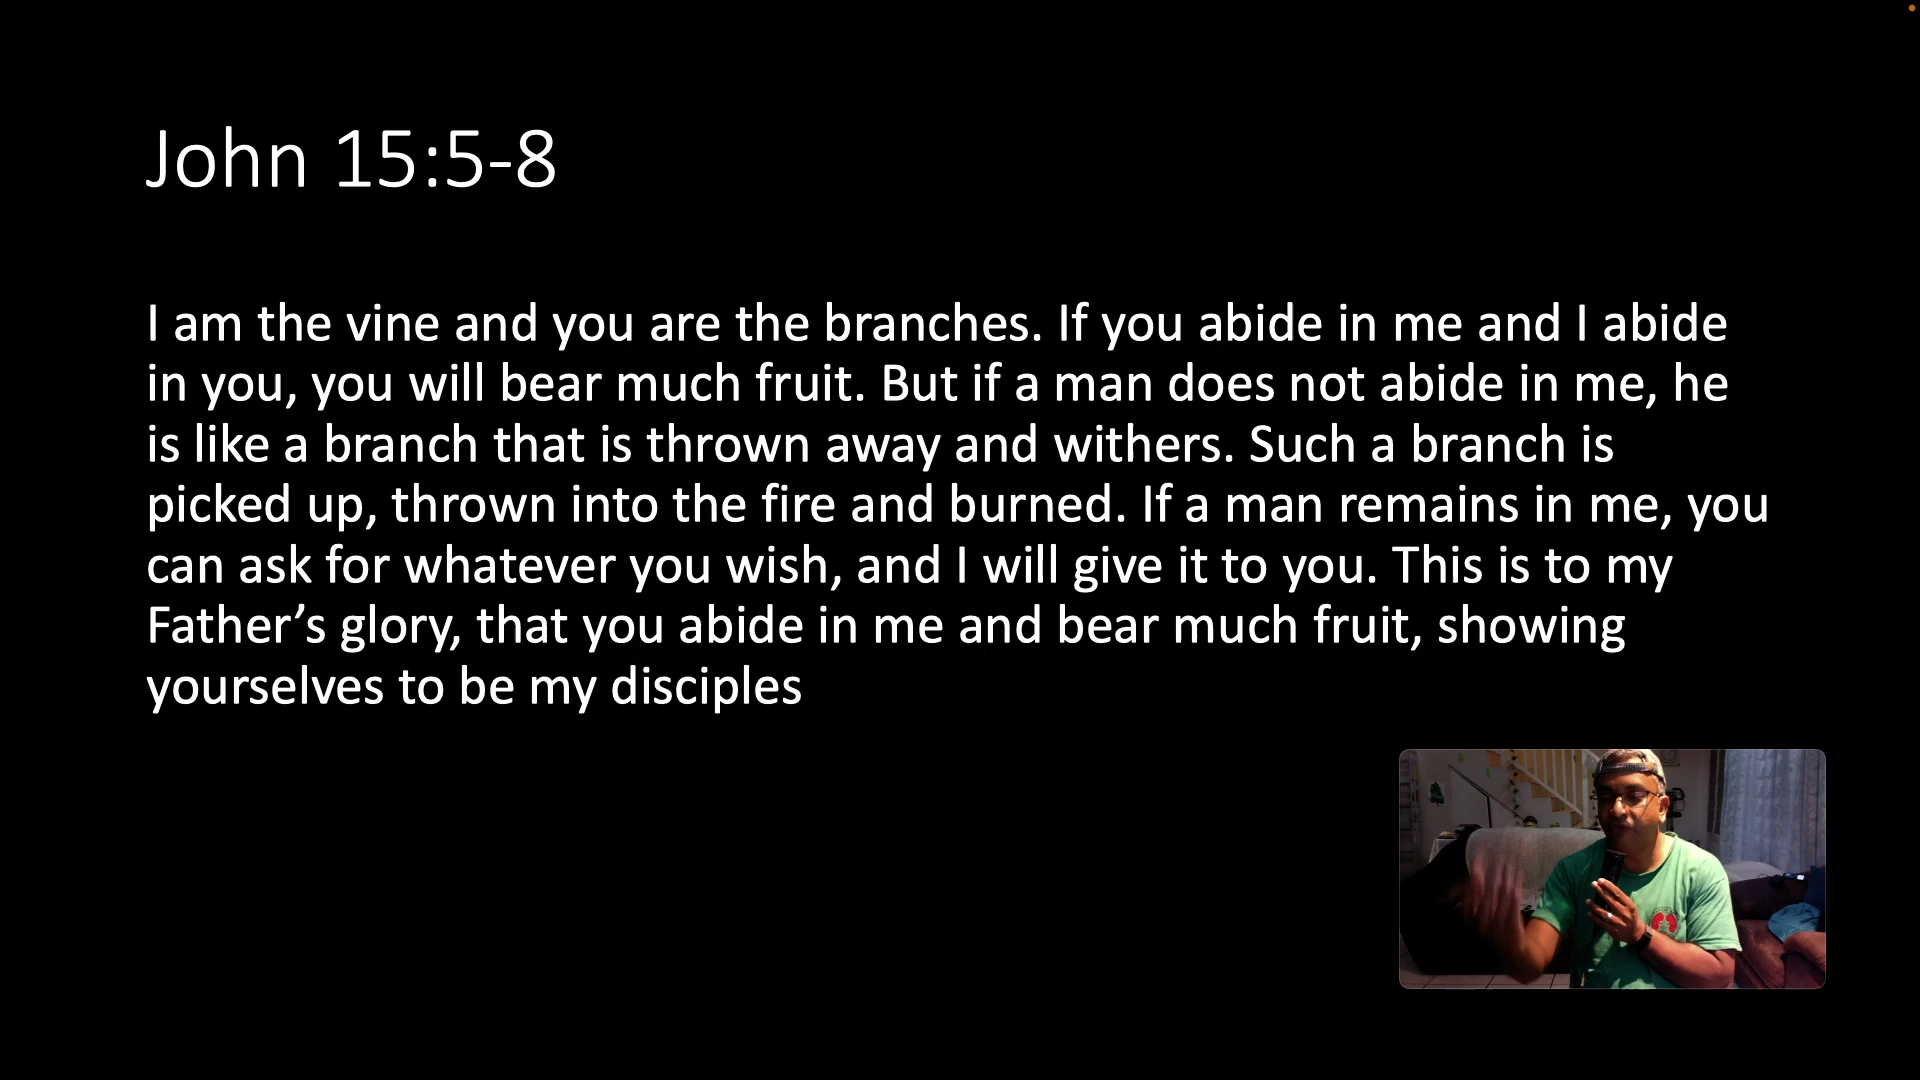 John 15:5-8
I am the vine and you are the branches. If you abide in me and I abide
in you, you will bear much fruit. But if a man does not abide in me, he
is like a branch that is thrown away and withers. Such a branch is
picked up, thrown into the fire and burned. If a man remains in me, you
can ask for whatever you wish, and I will give it to you. This is to my
Father’s glory, that you abide in me and bear much fruit, showing
yourselves to be my disciples